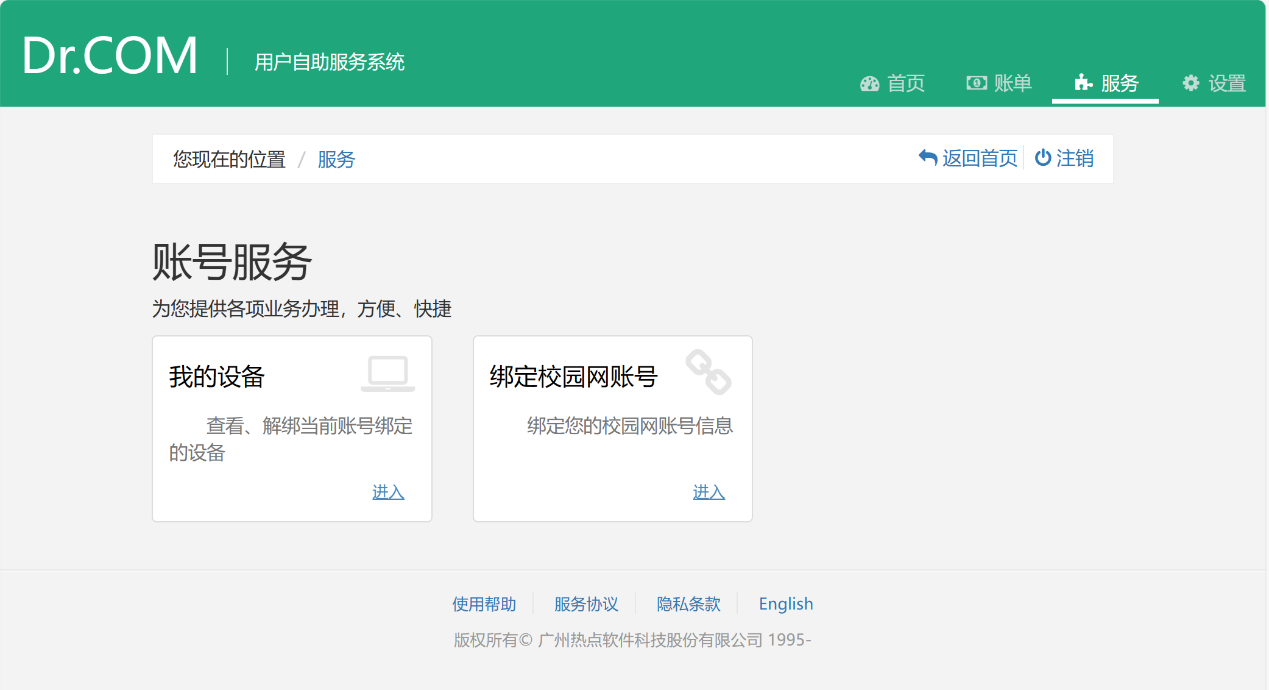 Dr.COM
用户自助服务系统
首页
账单
服务
设置
您现在的位置 / 服务
返回首页
注销
账号服务
为您提供各项业务办理，方便、快捷
我的设备
查看、解绑当前账号绑定
的设备
进入
绑定校园网账号
绑定您的校园网账号信息
进入
使用帮助
服务协议
隐私条款
English
版权所有© 广州热点软件科技股份有限公司 1995-